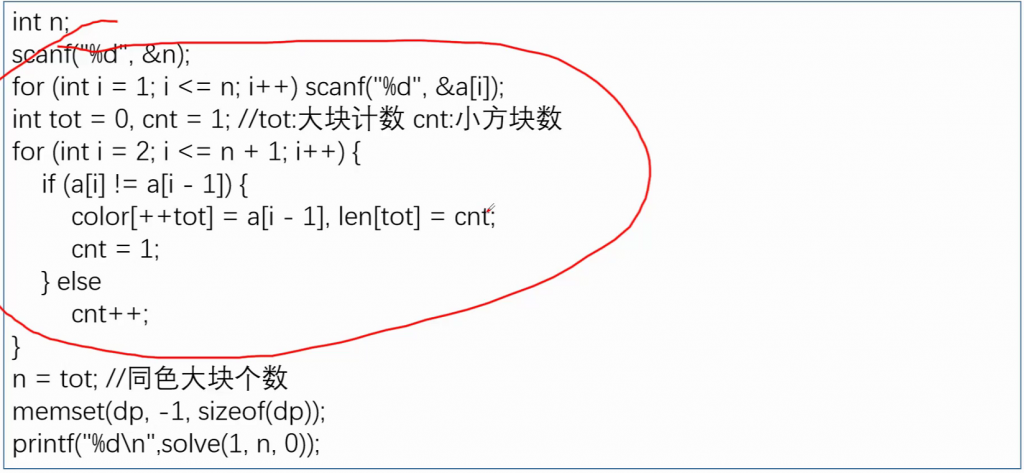 int n;
scanf("%d", &n);
for (int i = 1; i <= n; i++) scanf("%d", &a[i]);
int tot = 0, cnt = 1; //tot:大块计数 cnt:小方块数
for (int i = 2; i <= n + 1; i++) {
if (a[i] != a[i - 1]) {
color[++tot] = a[i - 1], len[tot] = cnt;
cnt = 1;
} else
cnt++;
}
n = tot; //同色大块个数
memset(dp, -1, sizeof(dp));
printf("%d\n",solve(1, n, 0));